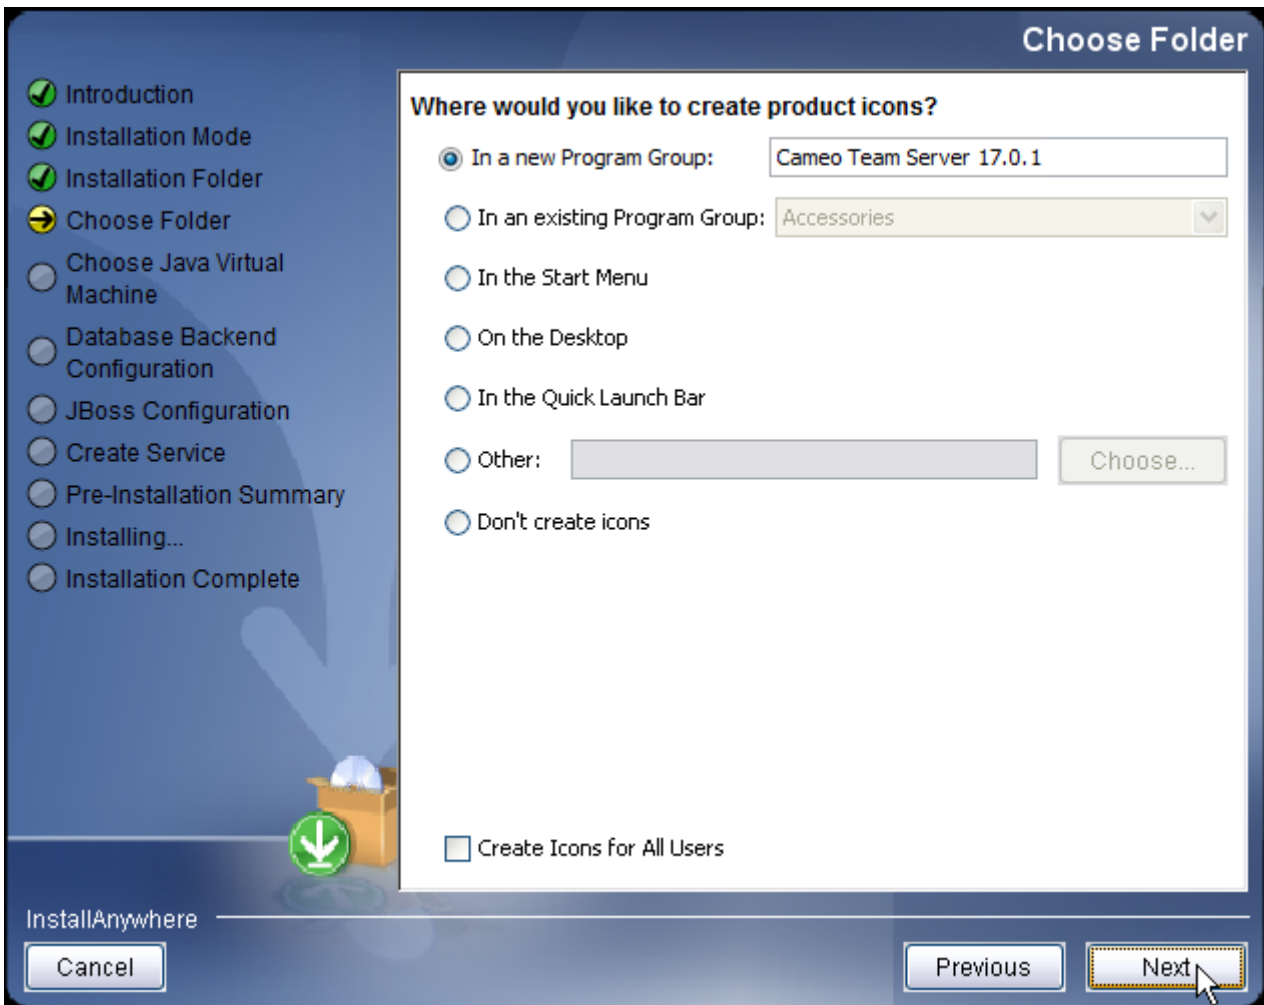 Choose Folder
Introduction
Installation Mode
Installation Folder
Choose Folder
Choose Java Virtual
Machine
Database Backend
Configuration
JBoss Configuration
Create Service
Pre-Installation Summary
Installing...
Installation Complete
Where would you like to create product icons?
In a new Program Group: Cameo Team Server 17.0.1
In an existing Program Group: Accessories
In the Start Menu
On the Desktop
In the Quick Launch Bar
Other: Choose...
Don't create icons
Create Icons for All Users
InstallAnywhere
Cancel Previous Next